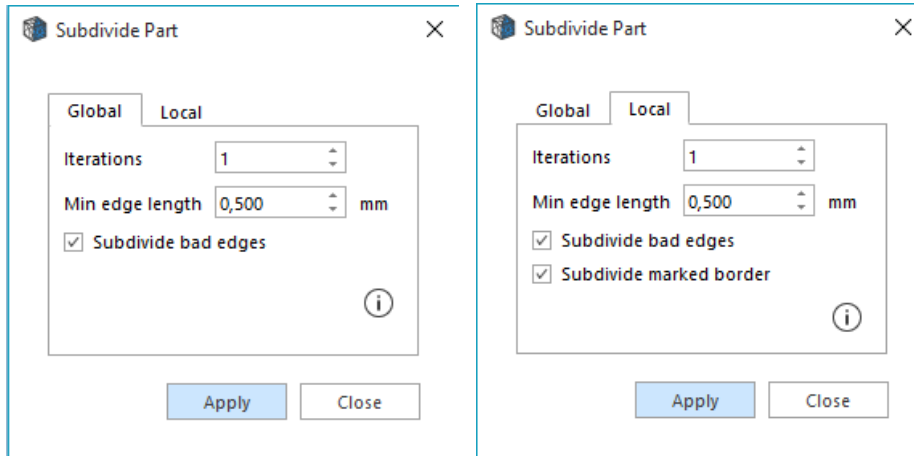 Subdivide Part
Global Local
Iterations 1
Min edge length 0,500 mm
Subdivide bad edges
Apply Close
Subdivide Part
Global Local
Iterations 1
Min edge length 0,500 mm
Subdivide bad edges
Subdivide marked border
Apply Close